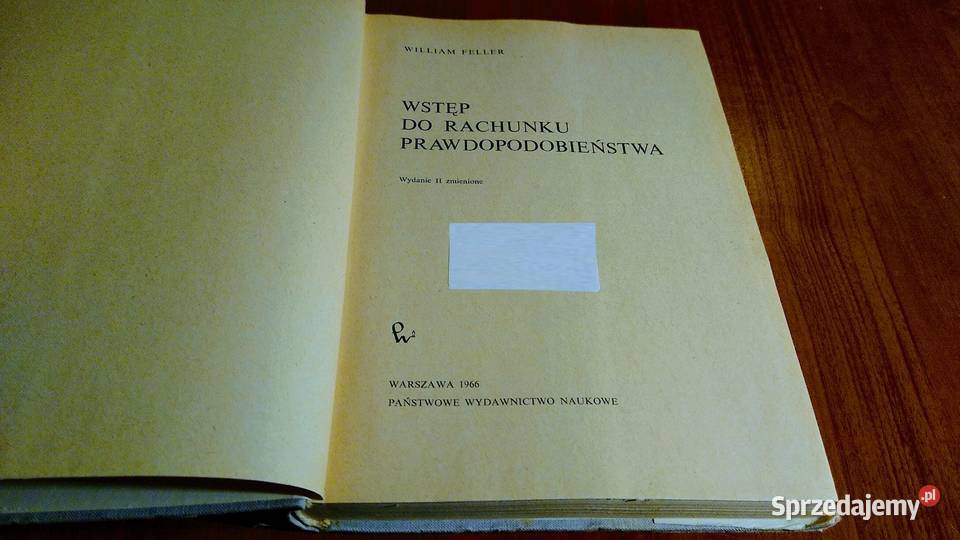 WILLIAM FELLER
WSTĘP
DO RACHUNKU
PRAWDOPODOBIEŃSTWA
Wydanie II zmienione
WARSZAWA 1966
PAŃSTWOWE WYDAWNICTWO NAUKOWE
Sprzedajemy.pl